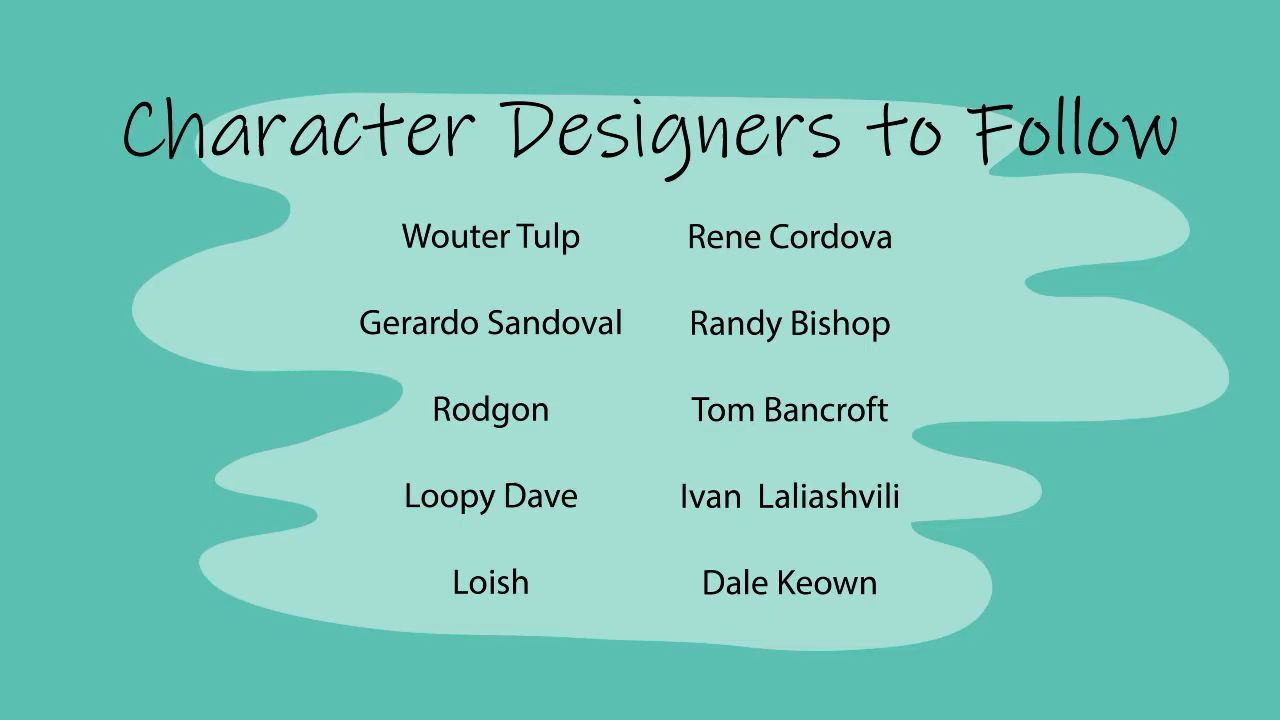 Character Designers to Follow
Wouter Tulp
Gerardo Sandoval
Rodgon
Loopy Dave
Loish
Rene Cordova
Randy Bishop
Tom Bancroft
Ivan  Laliashvili
Dale Keown